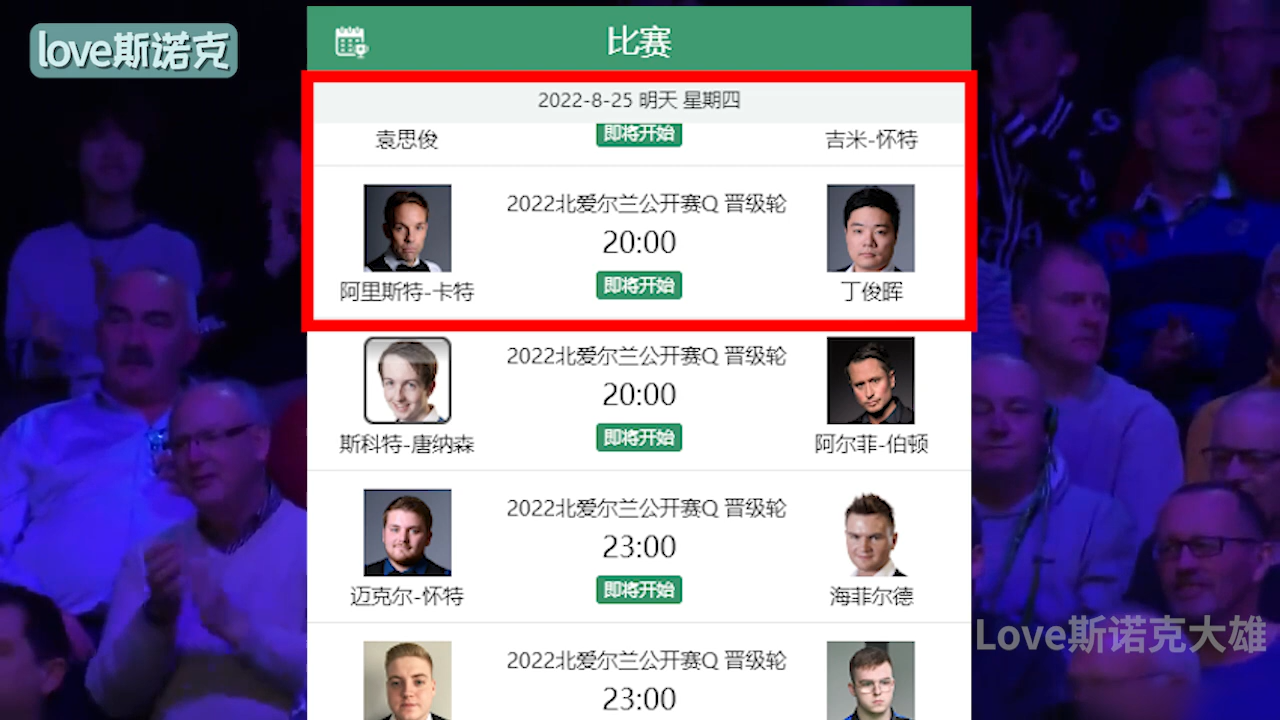 love斯诺克
比赛
2022-8-25 明天 星期四
袁思俊
即将开始
吉米-怀特
2022北爱尔兰公开赛Q 晋级轮
20:00
即将开始
阿里斯特-卡特
丁俊晖
2022北爱尔兰公开赛Q 晋级轮
20:00
即将开始
斯科特-唐纳森
阿尔菲-伯顿
2022北爱尔兰公开赛Q 晋级轮
23:00
即将开始
迈克尔-怀特
海菲尔德
2022北爱尔兰公开赛Q 晋级轮
23:00
Love斯诺克大雄